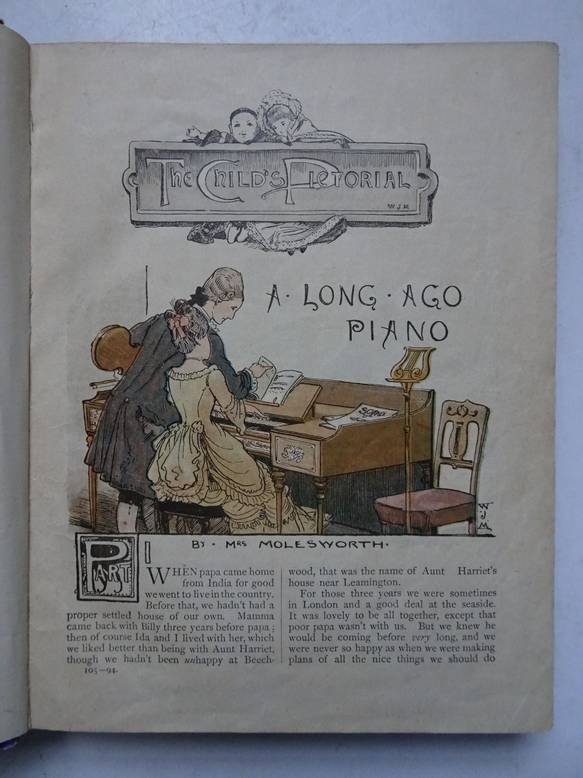 The Child's Pictorial
W.J.M.
A · LONG · AGO
PIANO
SONG
W
J
M
BY · MRS MOLESWORTH ·
PART I
WHEN papa came home
from India for good
we went to live in the country.
Before that, we hadn't had a
proper settled house of our own. Mamma
came back with Billy three years before papa;
then of course Ida and I lived with her, which
we liked better than being with Aunt Harriet,
though we hadn't been unhappy at Beech-
105—94.
wood, that was the name of Aunt Harriet's
house near Leamington.
For those three years we were sometimes
in London and a good deal at the seaside.
It was lovely to be all together, except that
poor papa wasn't with us. But we knew he
would be coming before very long, and we
were never so happy as when we were making
plans of all the nice things we should do